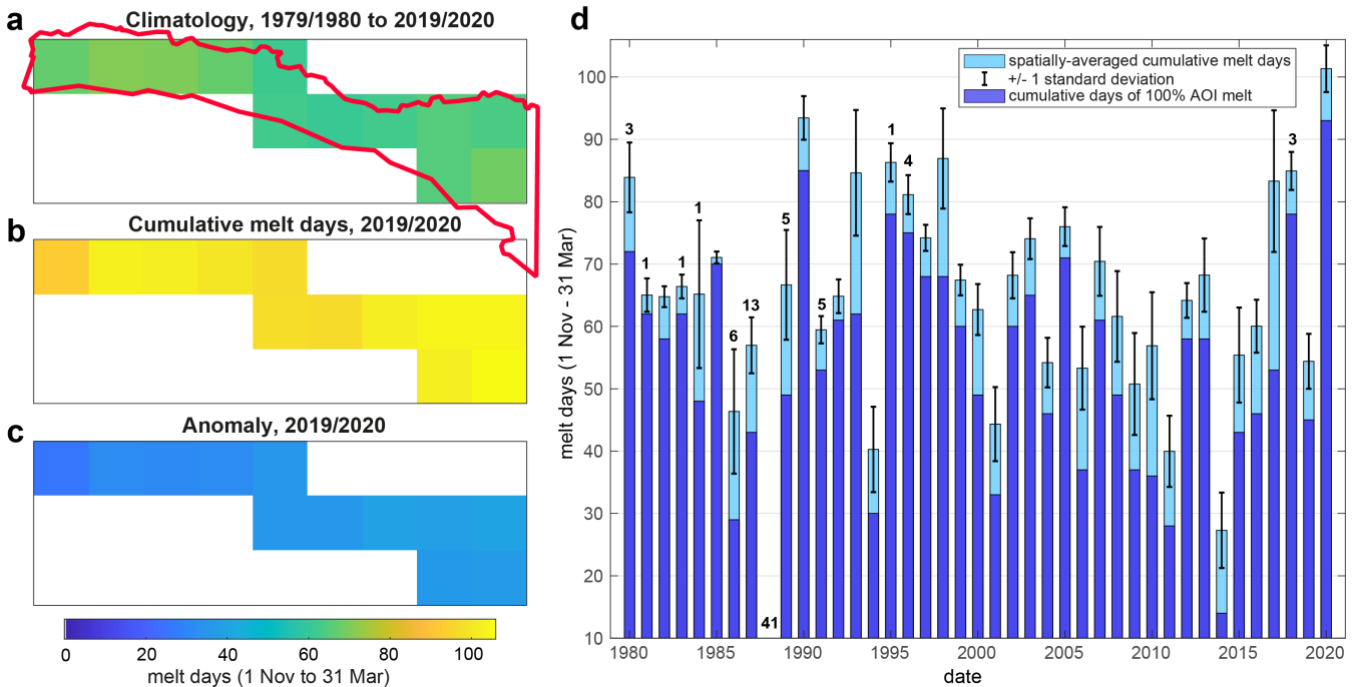 a
Climatology, 1979/1980 to 2019/2020
b
Cumulative melt days, 2019/2020
c
Anomaly, 2019/2020
0 20 40 60 80 100
melt days (1 Nov to 31 Mar)
d
spatially-averaged cumulative melt days
+/- 1 standard deviation
cumulative days of 100% AOI melt
melt days (1 Nov - 31 Mar)
100
90
80
70
60
50
40
30
20
10
3
1
1
1
6
13
41
5
5
1
4
3
1980 1985 1990 1995 2000 2005 2010 2015 2020
date